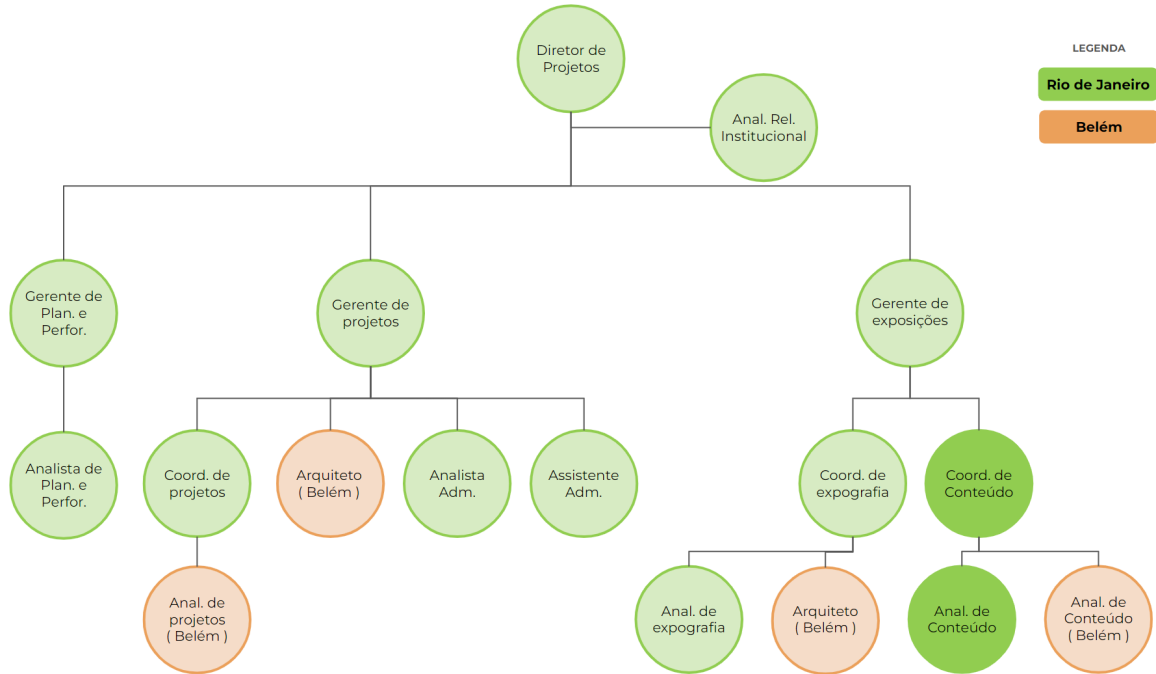 Diretor de
Projetos
LEGENDA
Rio de Janeiro
Belém
Anal. Rel.
Institucional
Gerente de
Plan. e
Perfor.
Gerente de
projetos
Gerente de
exposições
Analista de
Plan. e
Perfor.
Coord. de
projetos
Arquiteto
( Belém )
Analista
Adm.
Assistente
Adm.
Coord. de
expografia
Coord. de
Conteúdo
Anal. de
projetos
( Belém )
Anal. de
expografia
Arquiteto
( Belém )
Anal. de
Conteúdo
Anal. de
Conteúdo
( Belém )